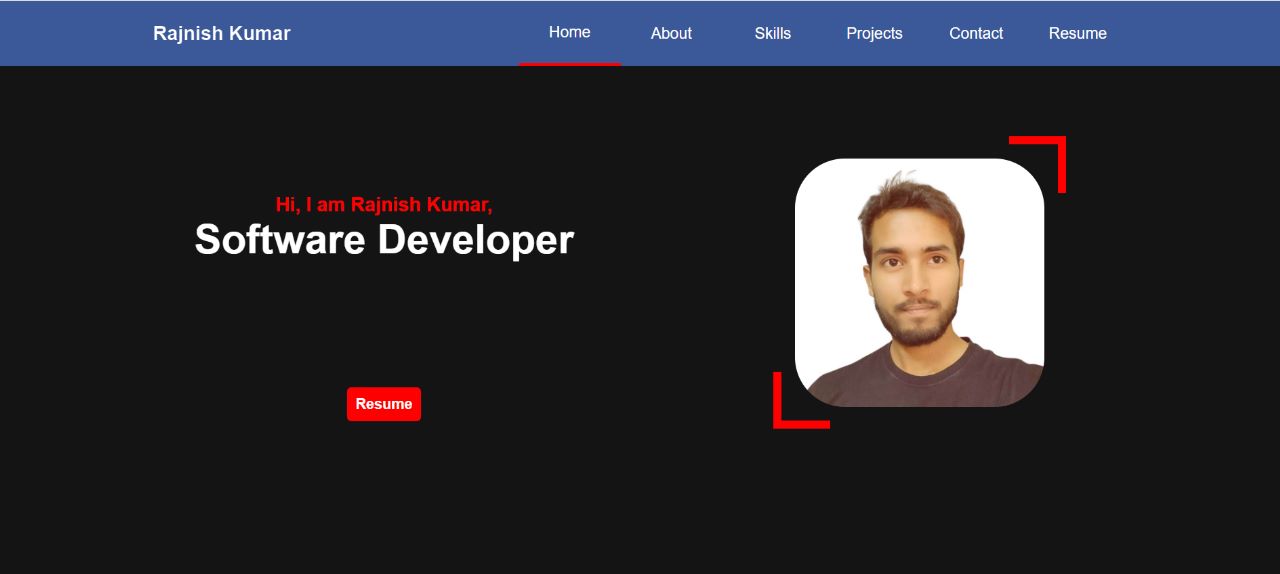 Rajnish Kumar
Home About Skills Projects Contact Resume
Hi, I am Rajnish Kumar,
Software Developer
Resume